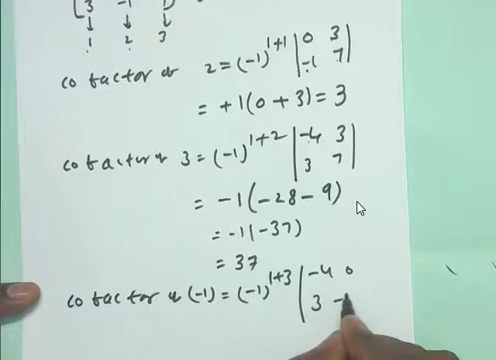 [3 -1
↓ ↓ ↓
1 2 3
co factor of 2 = (-1)^1+1 |0 3
-1 7|
= +1(0+3) = 3
co factor of 3 = (-1)^1+2 |-4 3
3 7|
= -1(-28-9)
= -1(-37)
= 37
co factor of (-1) = (-1)^1+3 |-4 0
3 -